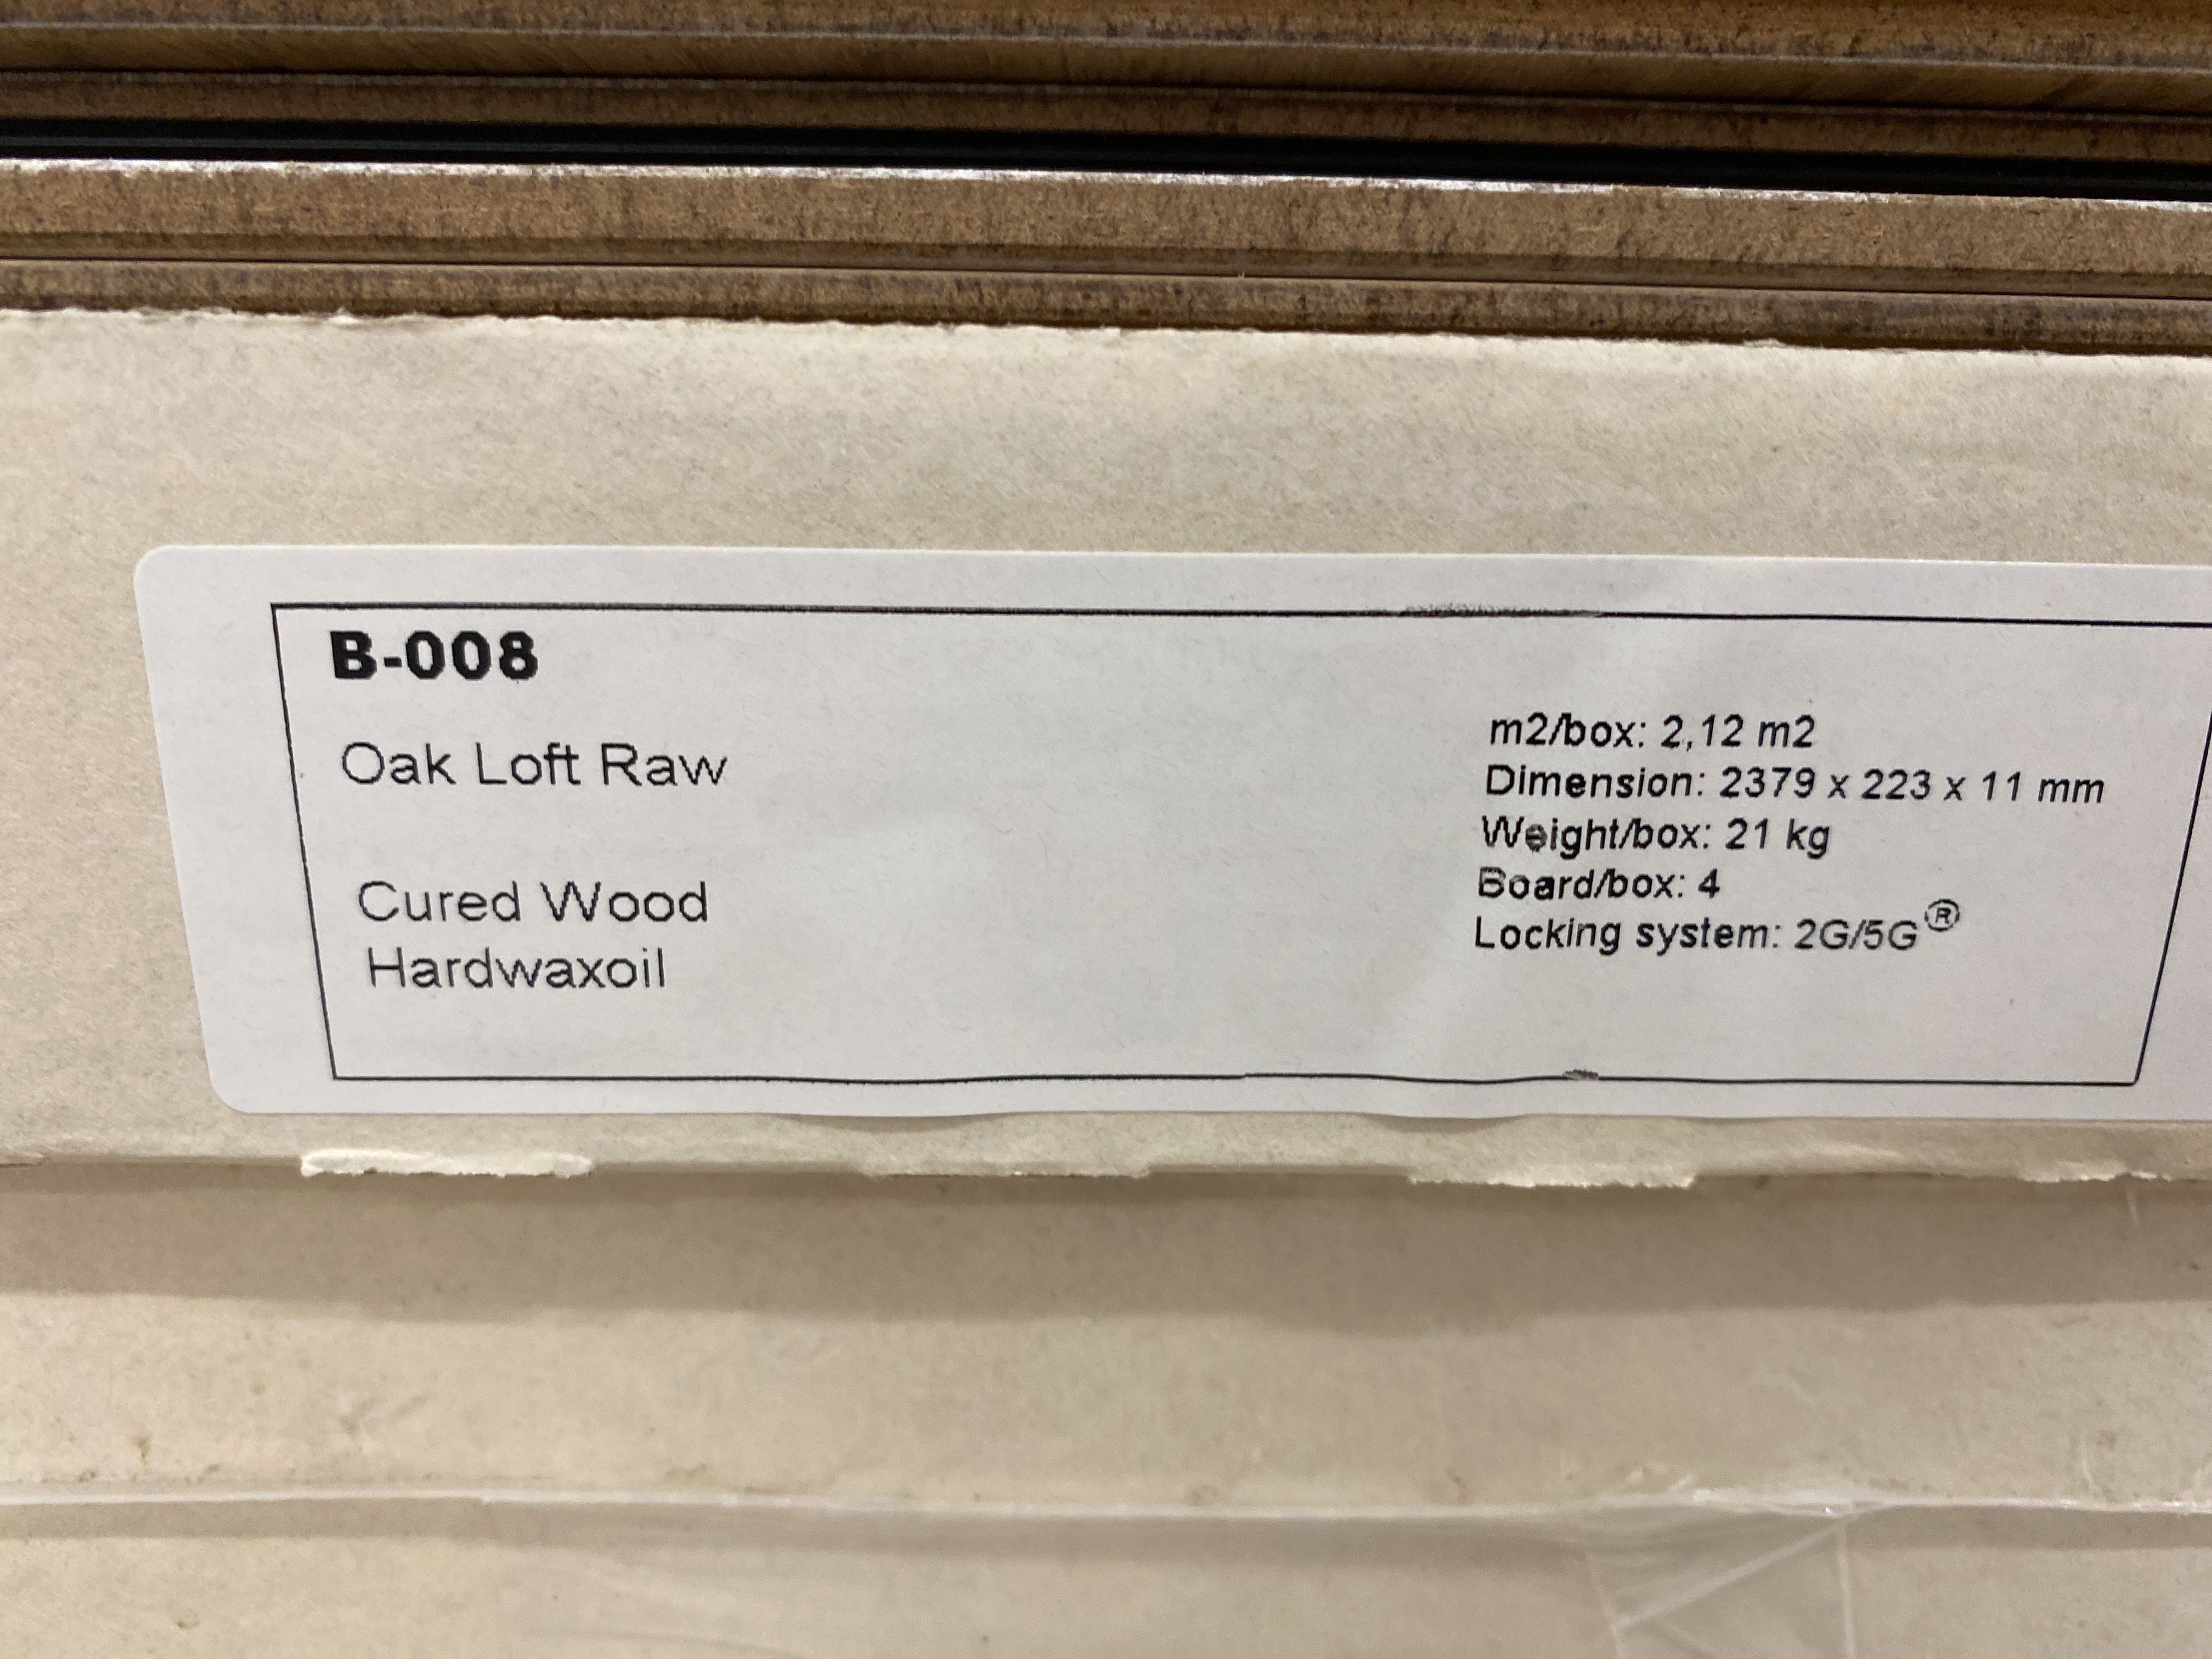 B-008
Oak Loft Raw
Cured Wood
Hardwaxoil
m2/box: 2,12 m2
Dimension: 2379 x 223 x 11 mm
Weight/box: 21 kg
Board/box: 4
Locking system: 2G/5G®